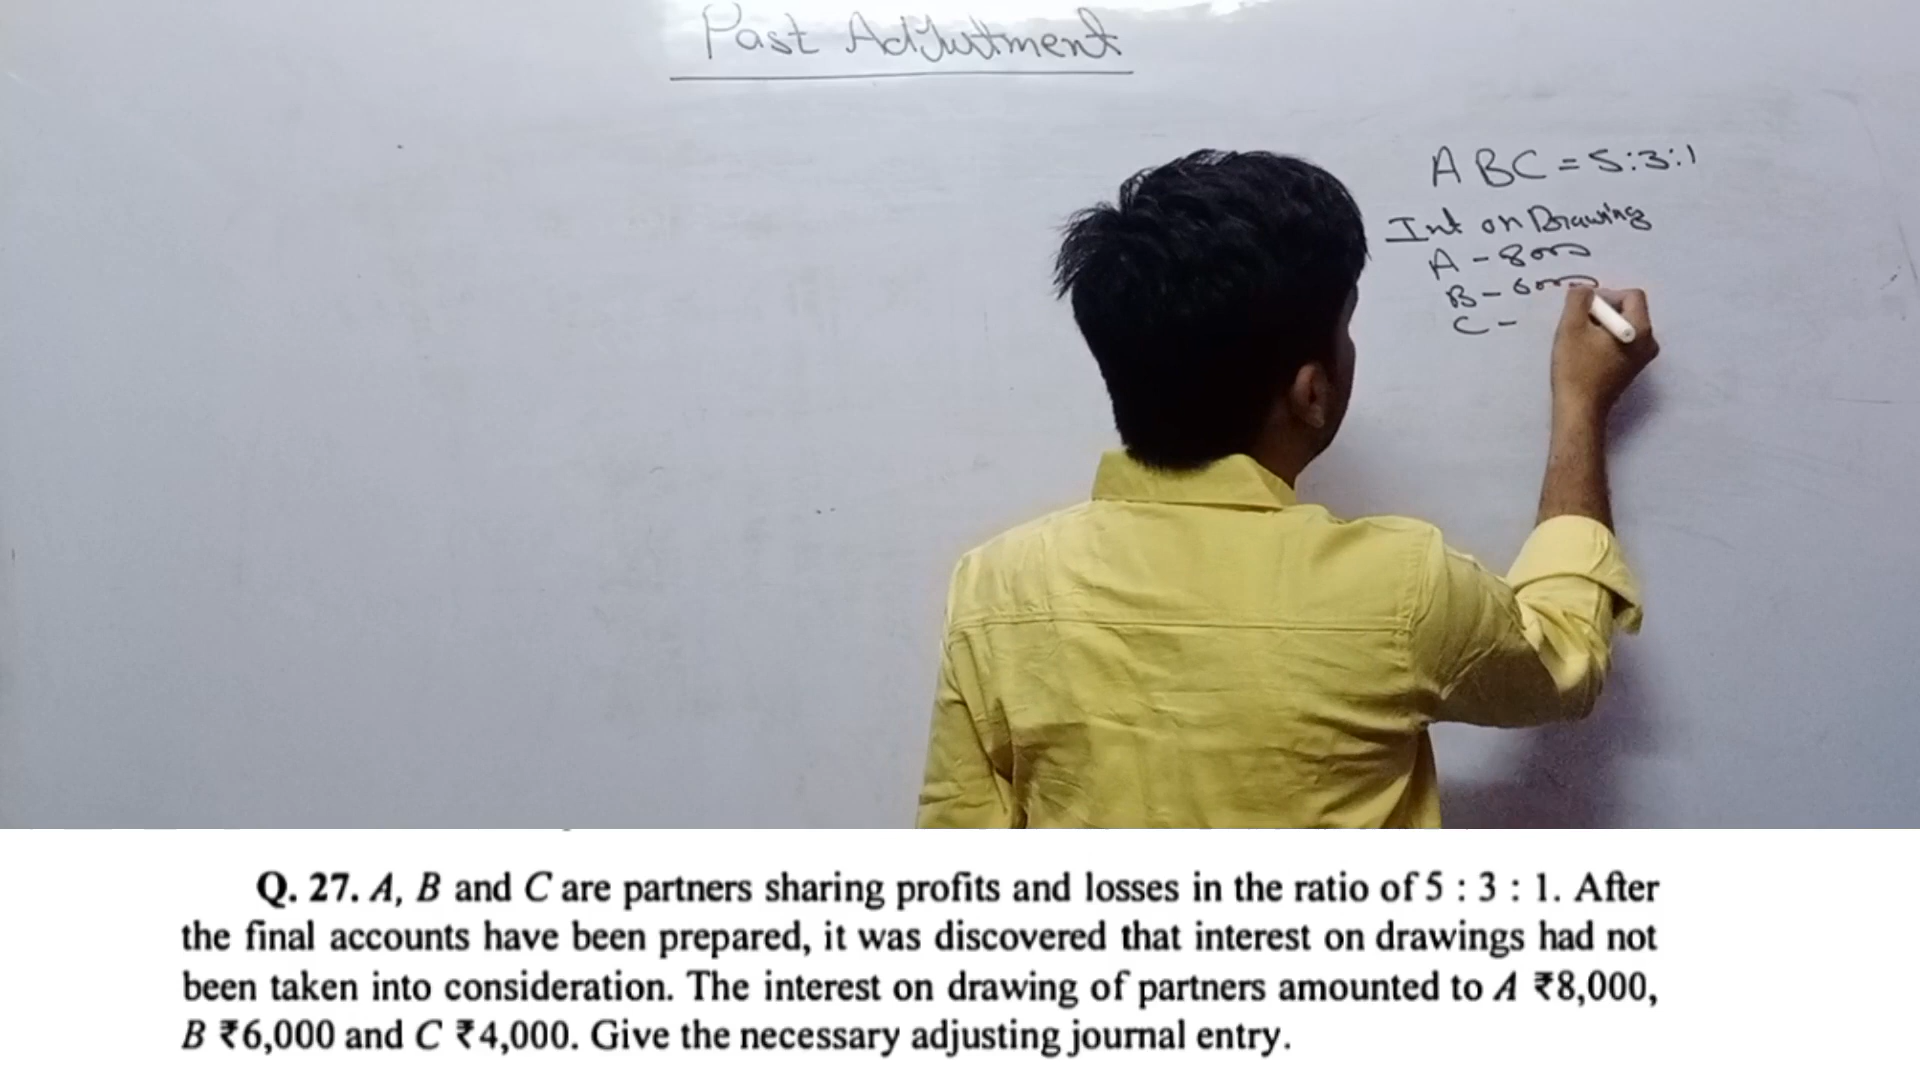 Past Adjustment
A B C = 5:3:1
Int on Drawing
A - 8000
B - 6000
C -
Q. 27. A, B and C are partners sharing profits and losses in the ratio of 5 : 3 : 1. After
the final accounts have been prepared, it was discovered that interest on drawings had not
been taken into consideration. The interest on drawing of partners amounted to A ₹8,000,
B ₹6,000 and C ₹4,000. Give the necessary adjusting journal entry.